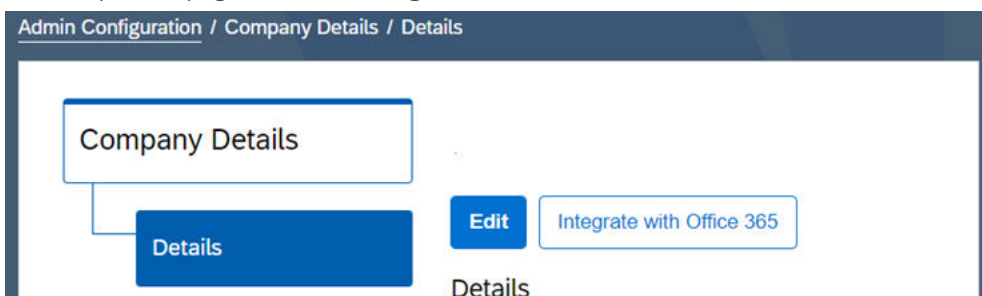 Admin Configuration / Company Details / Details
Company Details
Edit
Integrate with Office 365
Details
Details